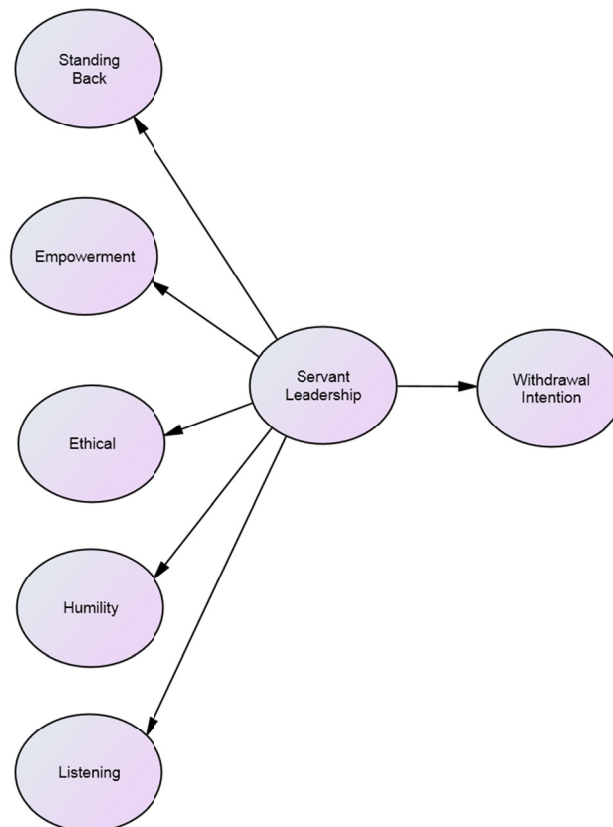 Standing
Back
Empowerment
Servant
Leadership
Withdrawal
Intention
Ethical
Humility
Listening